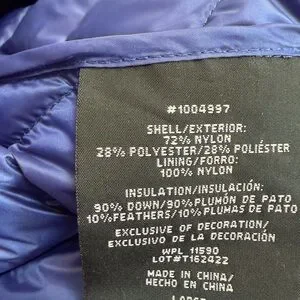 #1004997
SHELL/EXTERIOR:
72% NYLON
28% POLYESTER/28% POLIÉSTER
LINING/FORRO:
100% NYLON
INSULATION/INSULACIÓN:
90% DOWN/90%PLUMÓN DE PATO
10%FEATHERS/10%PLUMAS DE PATO
EXCLUSIVE OF DECORATION/
EXCLUSIVO DE LA DECORACIÓN
WPL 11590
LOT#T162422
MADE IN CHINA/
HECHO EN CHINA
LARGE